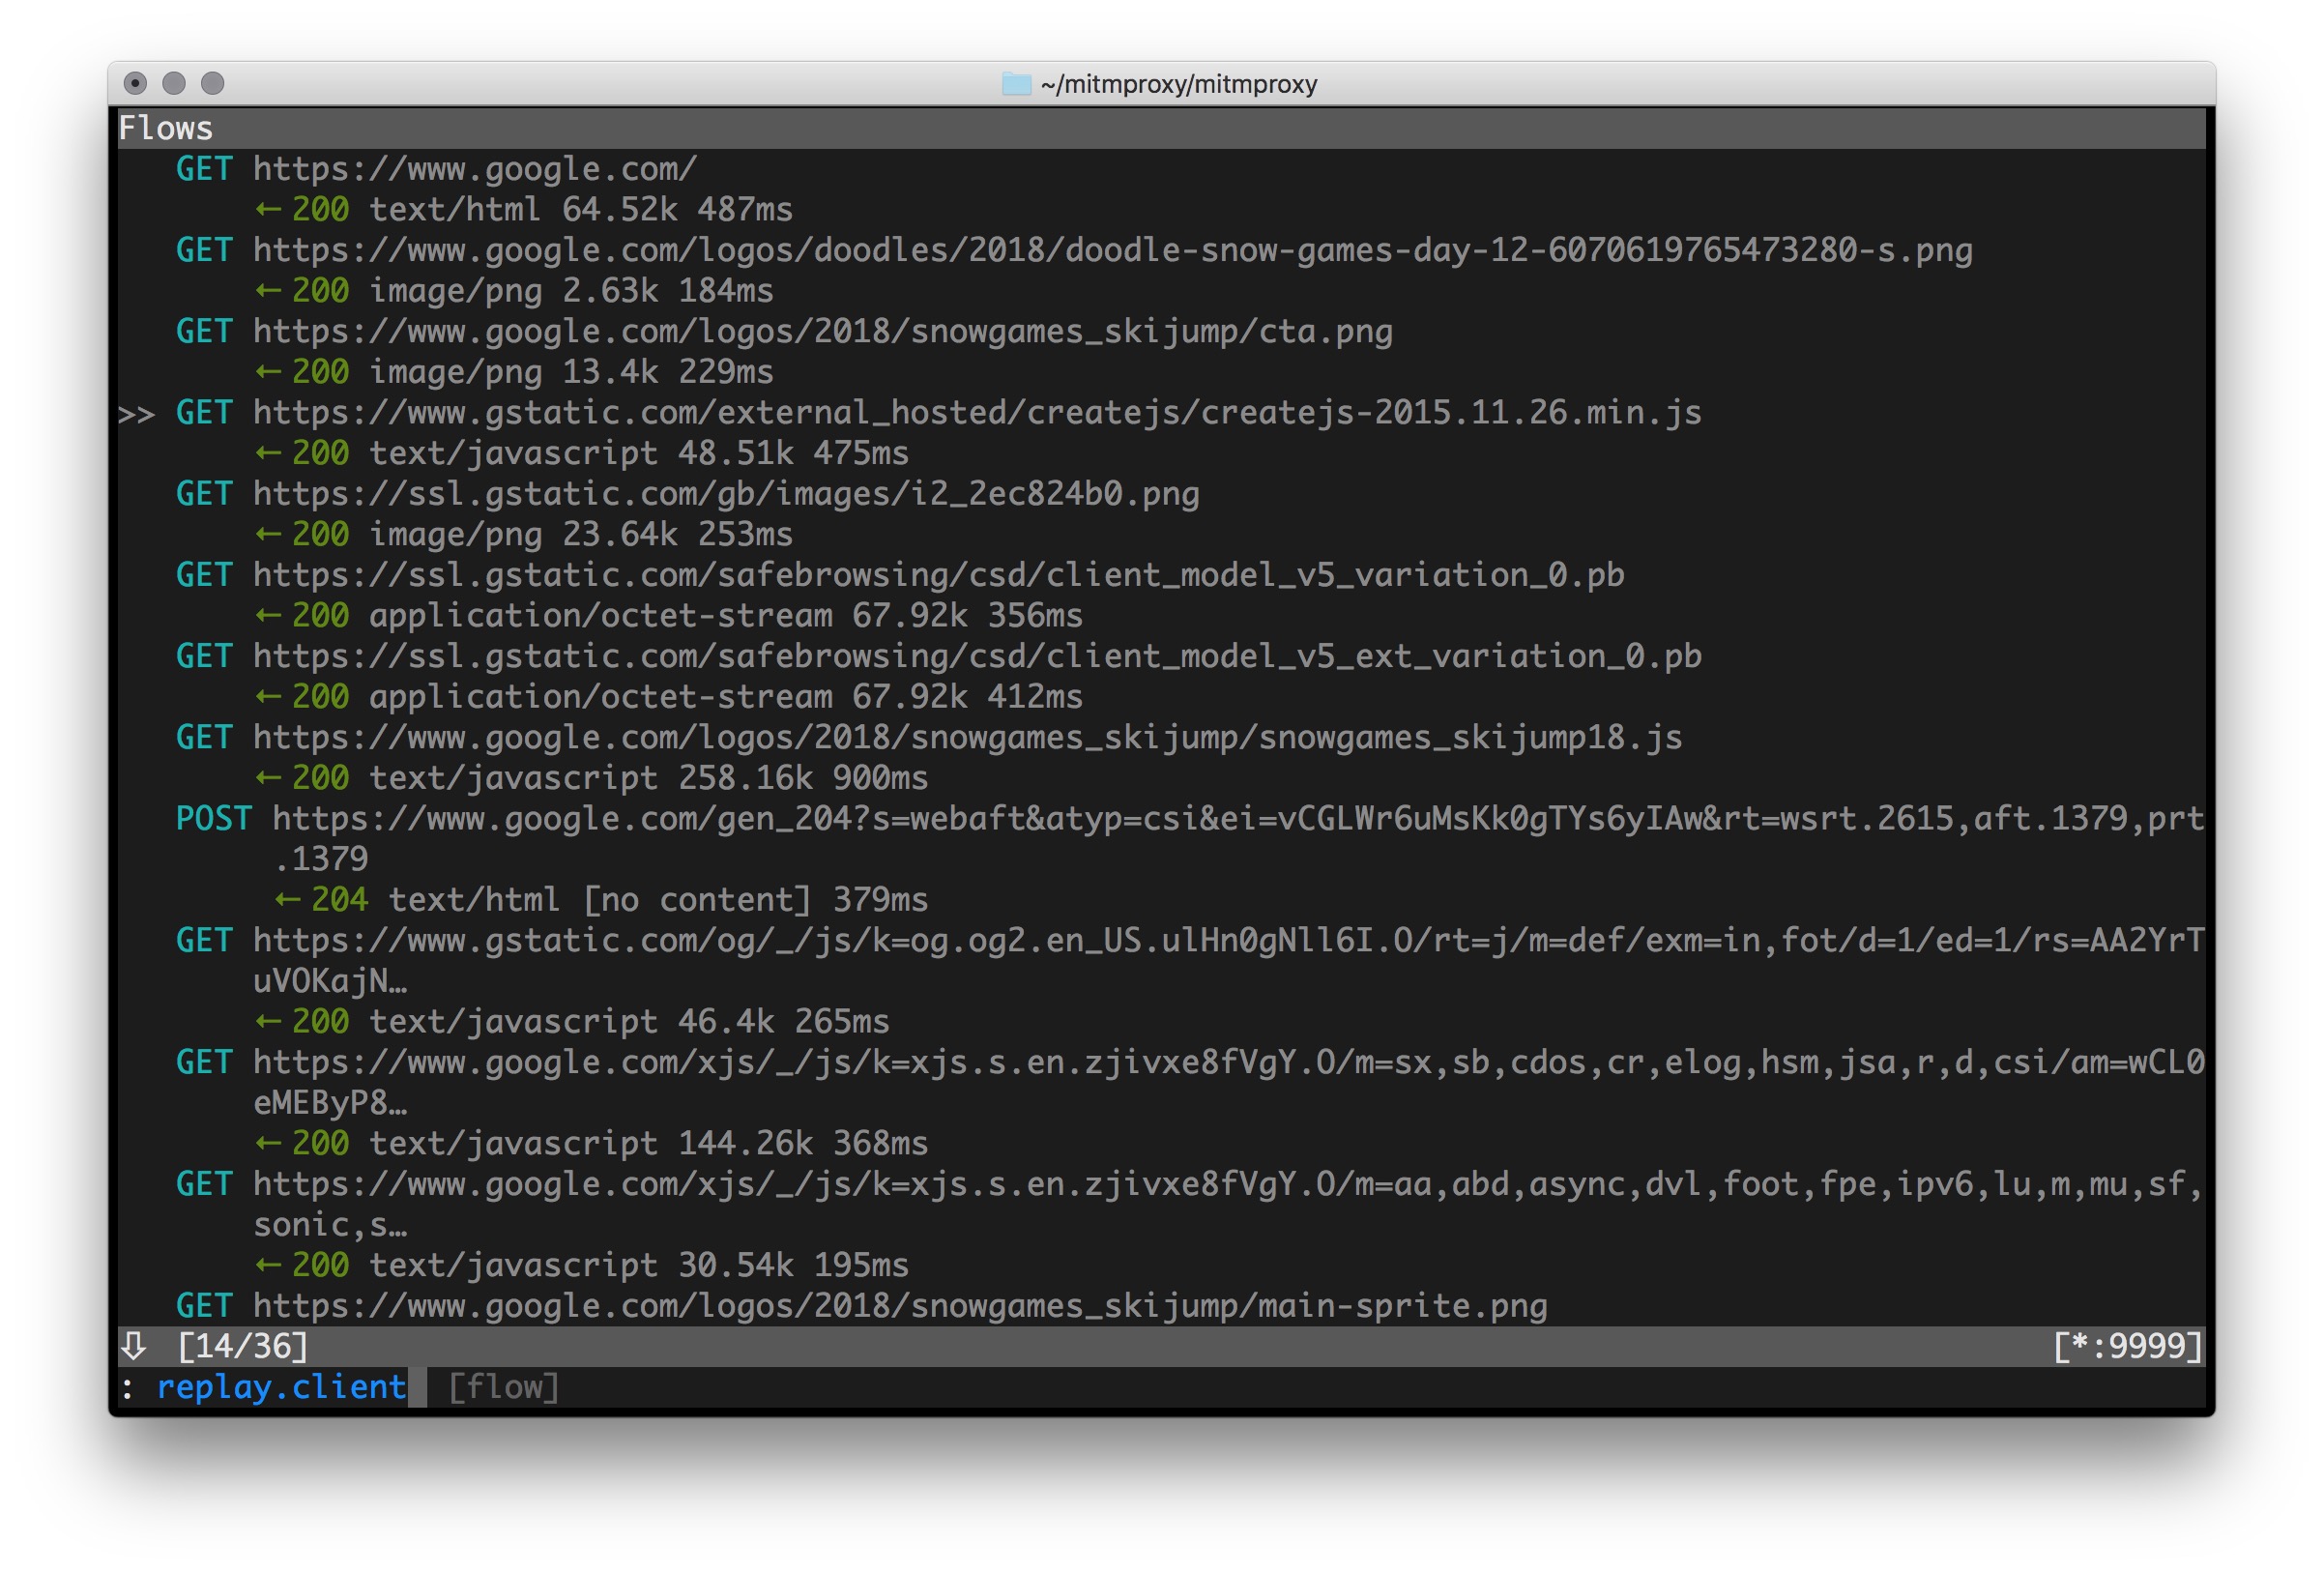 ~/mitmproxy/mitmproxy
Flows
GET https://www.google.com/
← 200 text/html 64.52k 487ms
GET https://www.google.com/logos/doodles/2018/doodle-snow-games-day-12-6070619765473280-s.png
← 200 image/png 2.63k 184ms
GET https://www.google.com/logos/2018/snowgames_skijump/cta.png
← 200 image/png 13.4k 229ms
>> GET https://www.gstatic.com/external_hosted/createjs/createjs-2015.11.26.min.js
← 200 text/javascript 48.51k 475ms
GET https://ssl.gstatic.com/gb/images/i2_2ec824b0.png
← 200 image/png 23.64k 253ms
GET https://ssl.gstatic.com/safebrowsing/csd/client_model_v5_variation_0.pb
← 200 application/octet-stream 67.92k 356ms
GET https://ssl.gstatic.com/safebrowsing/csd/client_model_v5_ext_variation_0.pb
← 200 application/octet-stream 67.92k 412ms
GET https://www.google.com/logos/2018/snowgames_skijump/snowgames_skijump18.js
← 200 text/javascript 258.16k 900ms
POST https://www.google.com/gen_204?s=webaft&atyp=csi&ei=vCGLWr6uMsKk0gTYs6yIAw&rt=wsrt.2615,aft.1379,prt
.1379
← 204 text/html [no content] 379ms
GET https://www.gstatic.com/og/_/js/k=og.og2.en_US.ulHn0gNll6I.O/rt=j/m=def/exm=in,fot/d=1/ed=1/rs=AA2YrT
uVOKajN…
← 200 text/javascript 46.4k 265ms
GET https://www.google.com/xjs/_/js/k=xjs.s.en.zjivxe8fVgY.O/m=sx,sb,cdos,cr,elog,hsm,jsa,r,d,csi/am=wCL0
eMEByP8…
← 200 text/javascript 144.26k 368ms
GET https://www.google.com/xjs/_/js/k=xjs.s.en.zjivxe8fVgY.O/m=aa,abd,async,dvl,foot,fpe,ipv6,lu,m,mu,sf,
sonic,s…
← 200 text/javascript 30.54k 195ms
GET https://www.google.com/logos/2018/snowgames_skijump/main-sprite.png
⇩ [14/36] [*:9999]
: replay.client [flow]